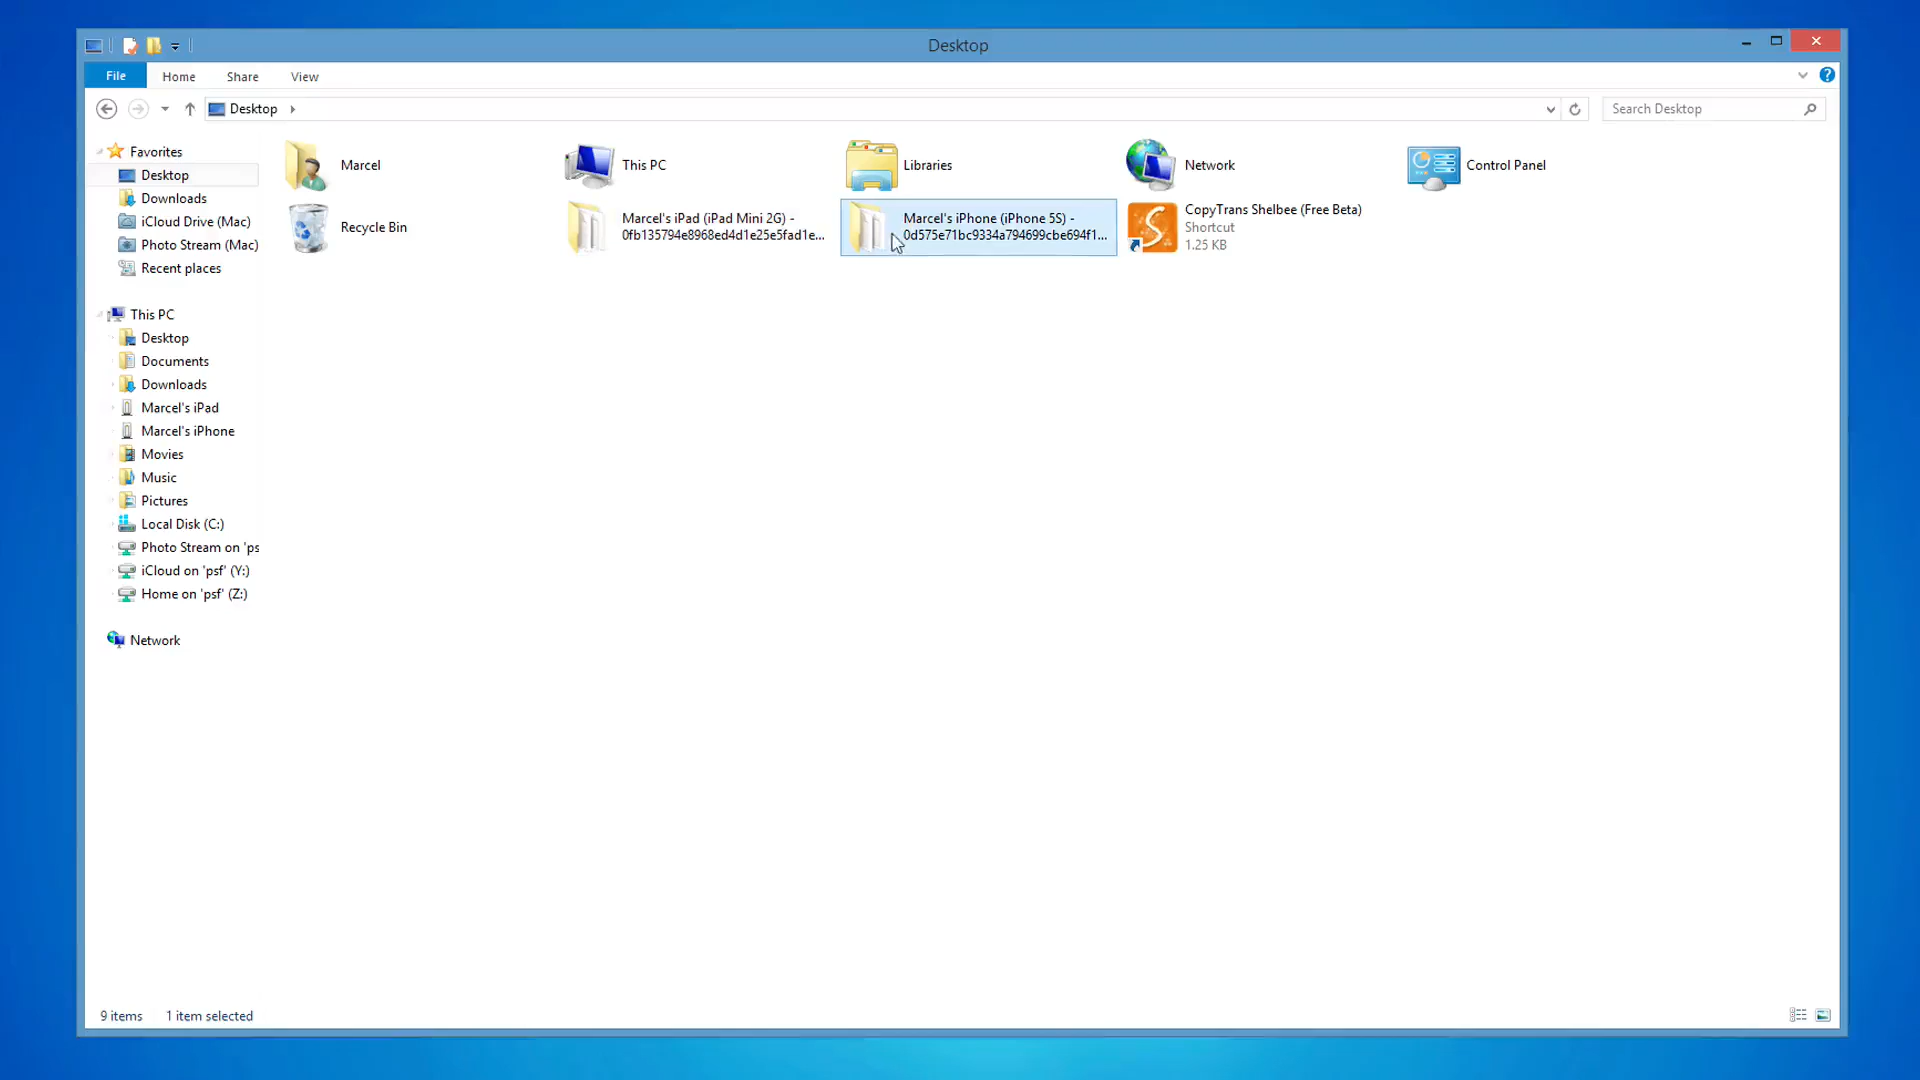 Desktop
File Home Share View
Desktop
Search Desktop
Favorites
Desktop
Downloads
iCloud Drive (Mac)
Photo Stream (Mac)
Recent places
This PC
Desktop
Documents
Downloads
Marcel's iPad
Marcel's iPhone
Movies
Music
Pictures
Local Disk (C:)
Photo Stream on 'ps
iCloud on 'psf' (Y:)
Home on 'psf' (Z:)
Network
Marcel
This PC
Libraries
Network
Control Panel
Recycle Bin
Marcel's iPad (iPad Mini 2G) -
0fb135794e8968ed4d1e25e5fad1e...
Marcel's iPhone (iPhone 5S) -
0d575e71bc9334a794699cbe694f1...
CopyTrans Shelbee (Free Beta)
Shortcut
1.25 KB
9 items 1 item selected